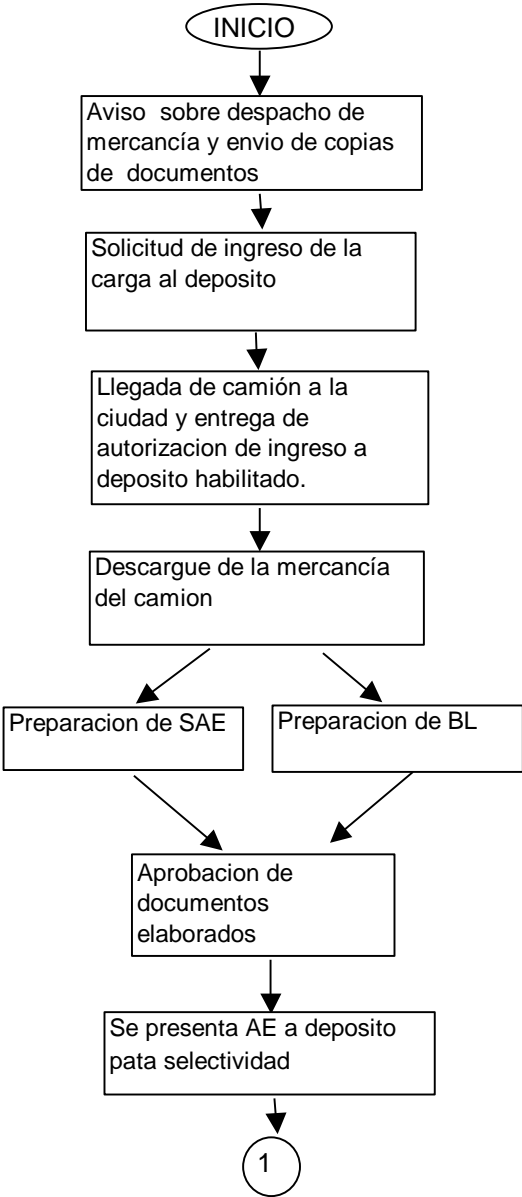 INICIO
Aviso sobre despacho de
mercancía y envio de copias
de documentos
Solicitud de ingreso de la
carga al deposito
Llegada de camión a la
ciudad y entrega de
autorizacion de ingreso a
deposito habilitado.
Descargue de la mercancía
del camion
Preparacion de SAE
Preparacion de BL
Aprobacion de
documentos
elaborados
Se presenta AE a deposito
pata selectividad
1